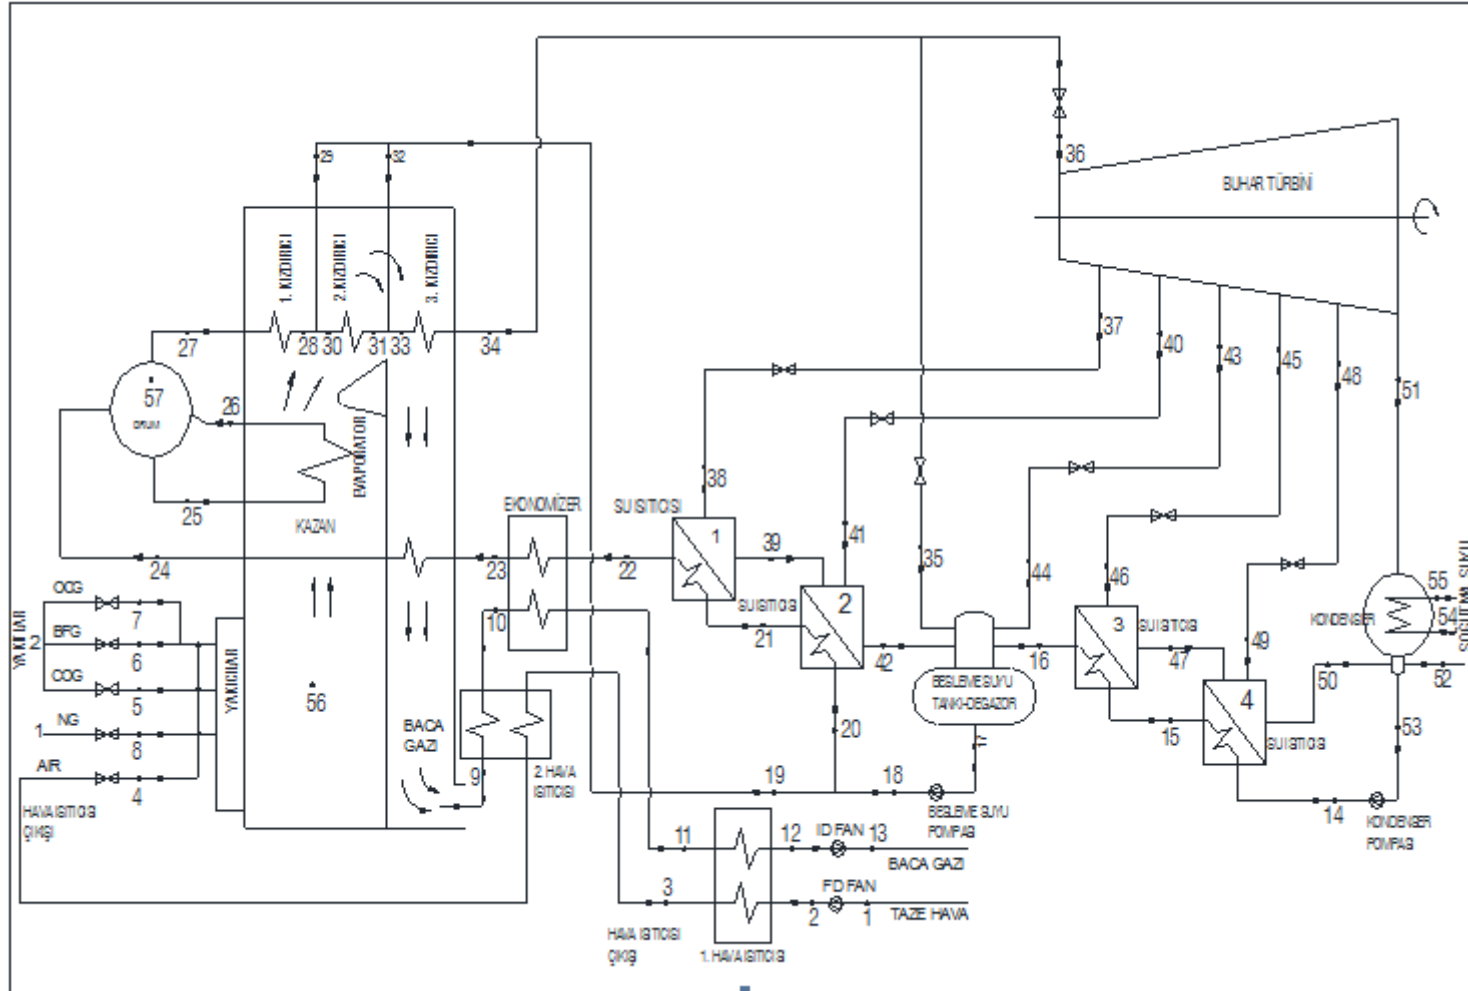 29
32
36
BUHAR TÜRBİNİ
1. KIZDIRICI
2.KIZDIRICI
3. KIZDIRICI
27
28
30
31
33
34
37
40
43
45
48
51
57
DRUM
26
EVAPORATOR
25
KAZAN
EKONOMİZER
SU ISITICISI
38
1
39
41
35
44
46
24
23
22
10
SU ISITICISI
21
2
42
16
3
SU ISITICISI
47
49
KONDENSER
55
54
YAKITLAR
2
OCG
7
BFG
6
COG
5
1
NG
8
AIR
4
YAKICILAR
56
BACA
GAZI
9
2. HAVA
ISITICISI
HAVA ISITICISI
ÇIKIŞI
BESLEME SUYU
TANKI-DEGAZÖR
20
17
15
4
SU ISITICISI
50
52
53
19
18
BESLEME SUYU
POMPASI
14
KONDENSER
POMPASI
11
12
ID FAN
13
BACA GAZI
3
2
FD FAN
1
TAZE HAVA
HAVA ISITICISI
ÇIKIŞI
1. HAVA ISITICISI